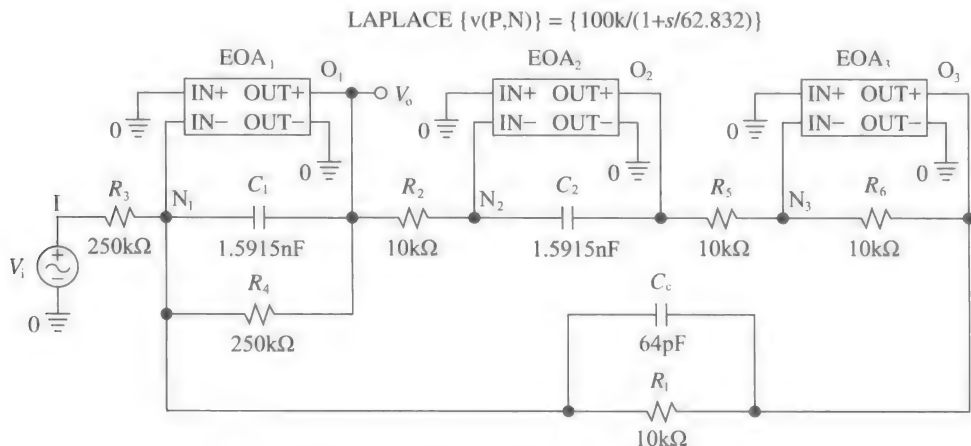 LAPLACE {v(P,N)} = {100k/(1+s/62.832)}
EOA₁
O₁
IN+ OUT+
IN− OUT−
0
0
Vₒ
EOA₂
O₂
IN+ OUT+
IN− OUT−
0
0
EOA₃
O₃
IN+ OUT+
IN− OUT−
0
0
I
R₃
250kΩ
N₁
C₁
1.5915nF
R₂
10kΩ
N₂
C₂
1.5915nF
R₅
10kΩ
N₃
R₆
10kΩ
Vᵢ
+
−
0
R₄
250kΩ
C꜀
64pF
R₁
10kΩ